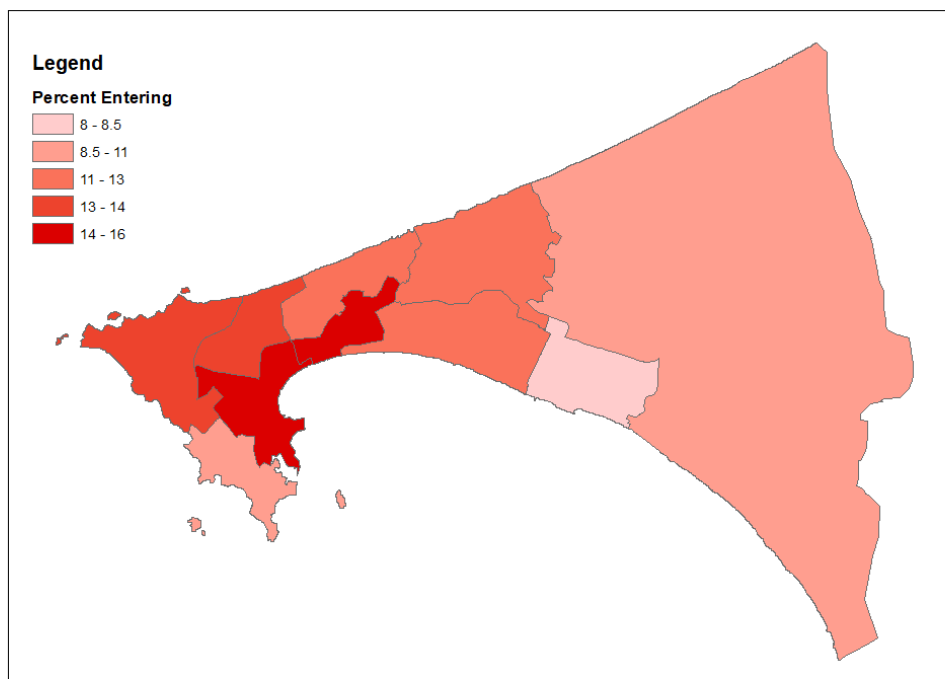 Legend
Percent Entering
8 - 8.5
8.5 - 11
11 - 13
13 - 14
14 - 16